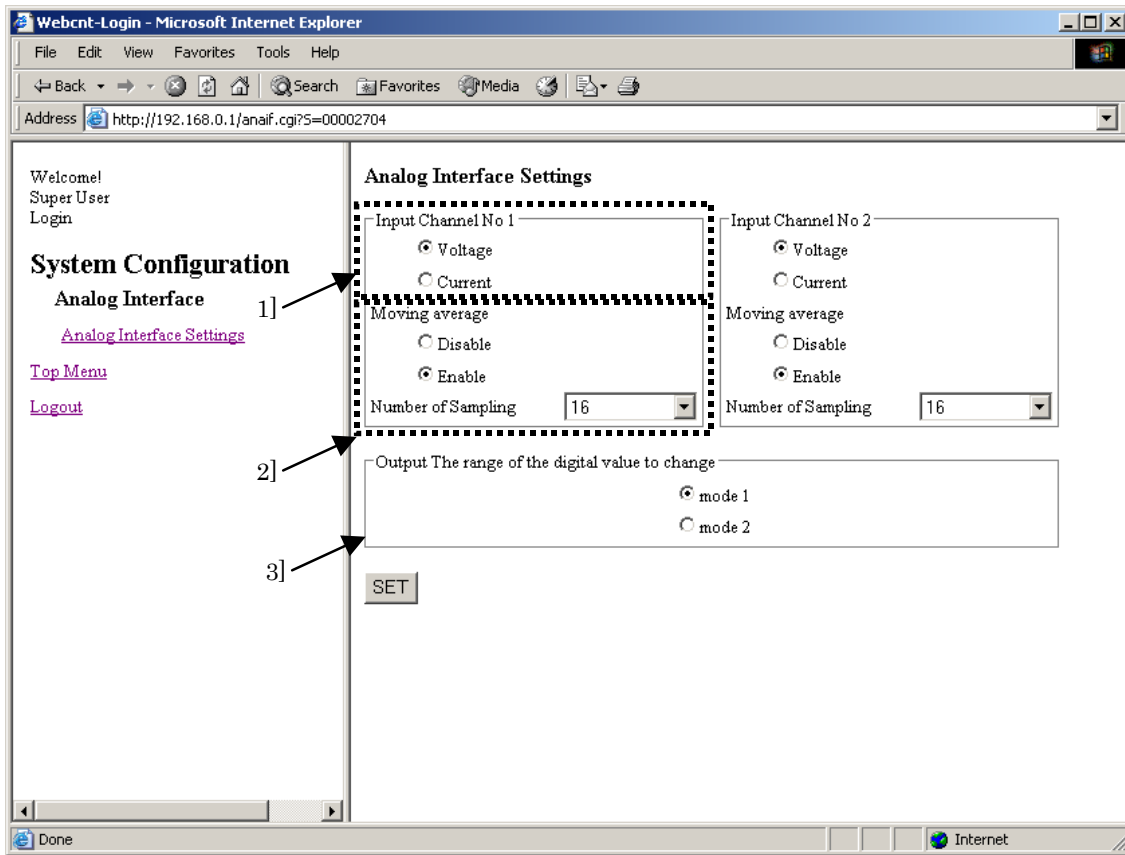 Webcnt-Login - Microsoft Internet Explorer
File Edit View Favorites Tools Help
Back Search Favorites Media
Address http://192.168.0.1/anaif.cgi?S=00002704
Welcome!
Super User
Login
System Configuration
Analog Interface
Analog Interface Settings
Top Menu
Logout
1]
2]
3]
Analog Interface Settings
Input Channel No 1
Voltage
Current
Moving average
Disable
Enable
Number of Sampling 16
Input Channel No 2
Voltage
Current
Moving average
Disable
Enable
Number of Sampling 16
Output The range of the digital value to change
mode 1
mode 2
SET
Done Internet